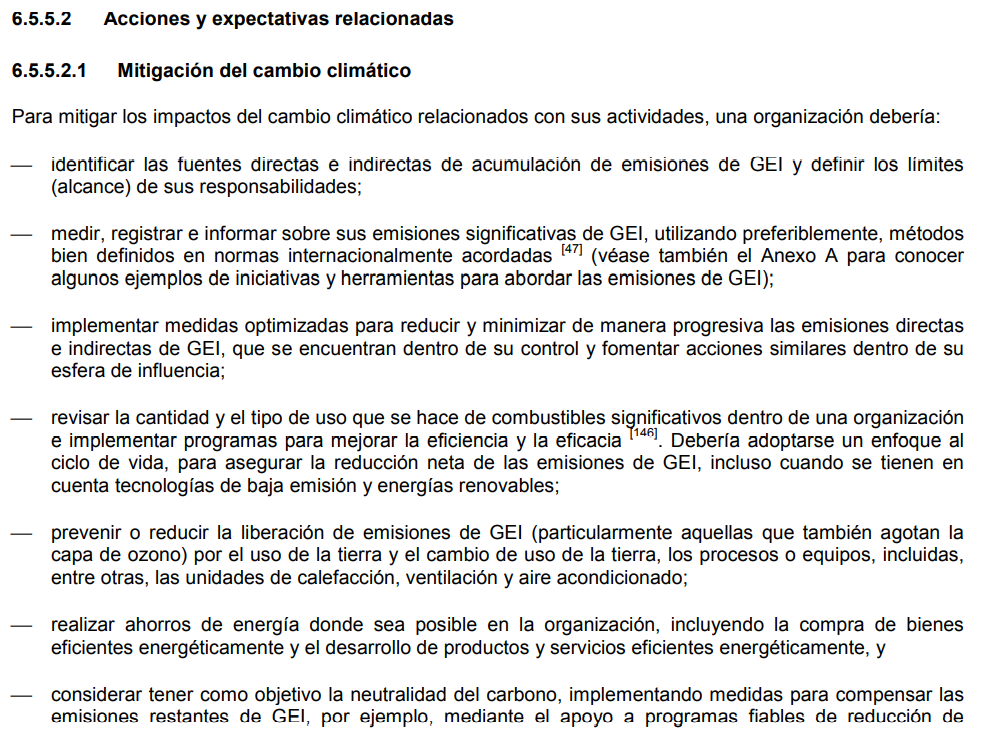 6.5.5.2 Acciones y expectativas relacionadas
6.5.5.2.1 Mitigación del cambio climático
Para mitigar los impactos del cambio climático relacionados con sus actividades, una organización debería:
— identificar las fuentes directas e indirectas de acumulación de emisiones de GEI y definir los límites
(alcance) de sus responsabilidades;
— medir, registrar e informar sobre sus emisiones significativas de GEI, utilizando preferiblemente, métodos
bien definidos en normas internacionalmente acordadas [47] (véase también el Anexo A para conocer
algunos ejemplos de iniciativas y herramientas para abordar las emisiones de GEI);
— implementar medidas optimizadas para reducir y minimizar de manera progresiva las emisiones directas
e indirectas de GEI, que se encuentran dentro de su control y fomentar acciones similares dentro de su
esfera de influencia;
— revisar la cantidad y el tipo de uso que se hace de combustibles significativos dentro de una organización
e implementar programas para mejorar la eficiencia y la eficacia [146]. Debería adoptarse un enfoque al
ciclo de vida, para asegurar la reducción neta de las emisiones de GEI, incluso cuando se tienen en
cuenta tecnologías de baja emisión y energías renovables;
— prevenir o reducir la liberación de emisiones de GEI (particularmente aquellas que también agotan la
capa de ozono) por el uso de la tierra y el cambio de uso de la tierra, los procesos o equipos, incluidas,
entre otras, las unidades de calefacción, ventilación y aire acondicionado;
— realizar ahorros de energía donde sea posible en la organización, incluyendo la compra de bienes
eficientes energéticamente y el desarrollo de productos y servicios eficientes energéticamente, y
— considerar tener como objetivo la neutralidad del carbono, implementando medidas para compensar las
emisiones restantes de GEI, por ejemplo, mediante el apoyo a programas fiables de reducción de